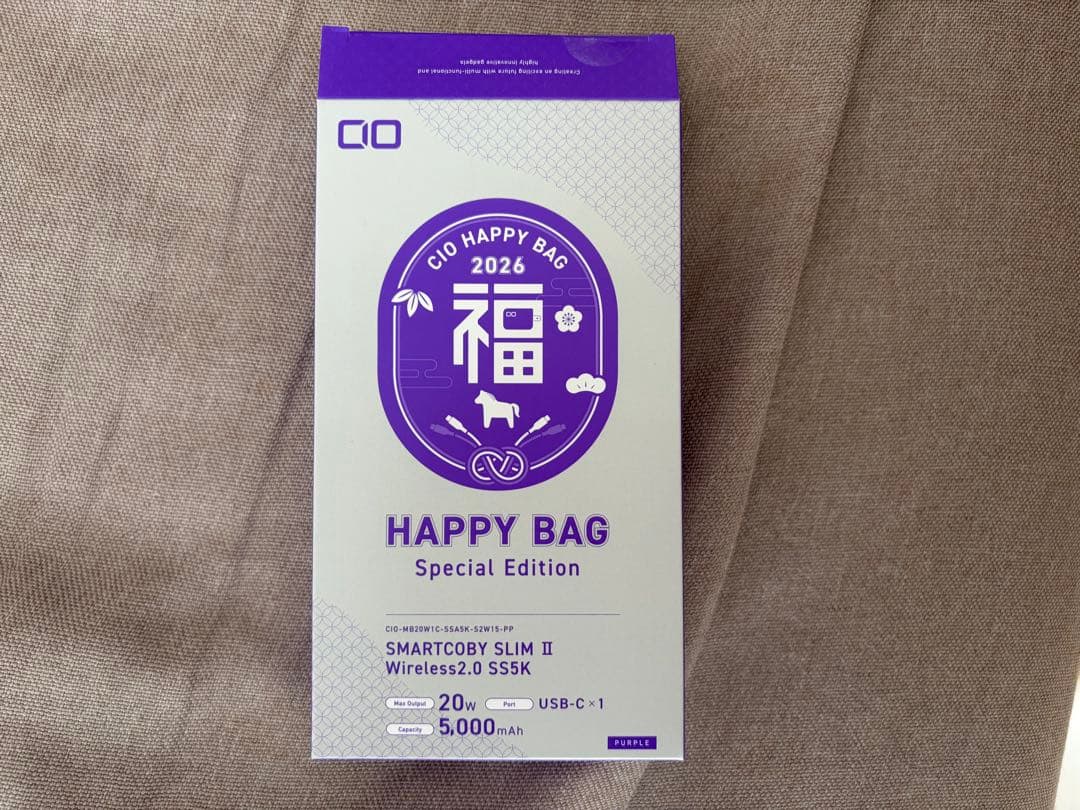 Creating an exciting future with multi-functional and
highly innovative gadgets
CIO
CIO HAPPY BAG
2026
福
HAPPY BAG
Special Edition
CIO-MB20W1C-SSA5K-S2W15-PP
SMARTCOBY SLIM Ⅱ
Wireless2.0 SS5K
Max Output 20W Port USB-C×1
Capacity 5,000mAh
PURPLE